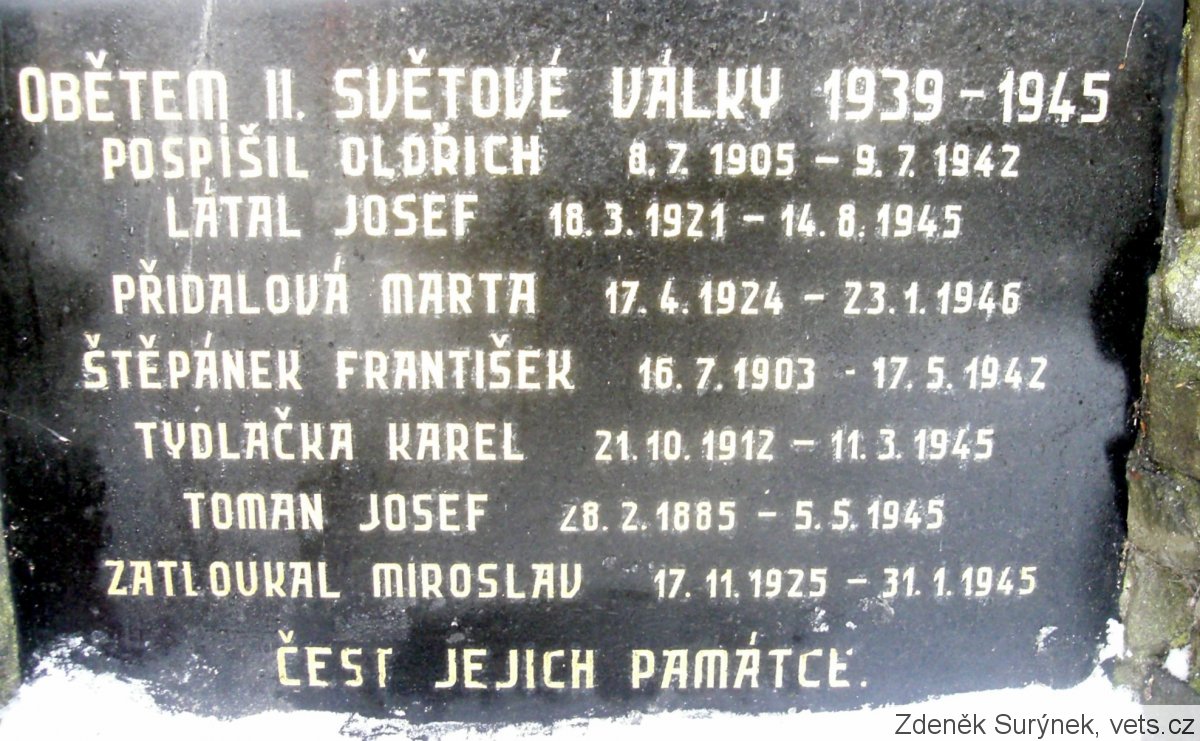 OBĚTEM II. SVĚTOVÉ VÁLKY 1939 - 1945
POSPÍŠIL OLDŘICH 8. 7. 1905 - 9. 7. 1942
LÁTAL JOSEF 18. 3. 1921 - 14. 8. 1945
PŘIDALOVÁ MARTA 17. 4. 1924 - 23. 1. 1946
ŠTĚPÁNEK FRANTIŠEK 16. 7. 1903 - 17. 5. 1942
TYDLAČKA KAREL 21. 10. 1912 - 11. 3. 1945
TOMAN JOSEF 28. 2. 1885 - 5. 5. 1945
ZATLOUKAL MIROSLAV 17. 11. 1925 - 31. 1. 1945
ČEST JEJICH PAMÁTCE.
Zdeněk Surýnek, vets.cz